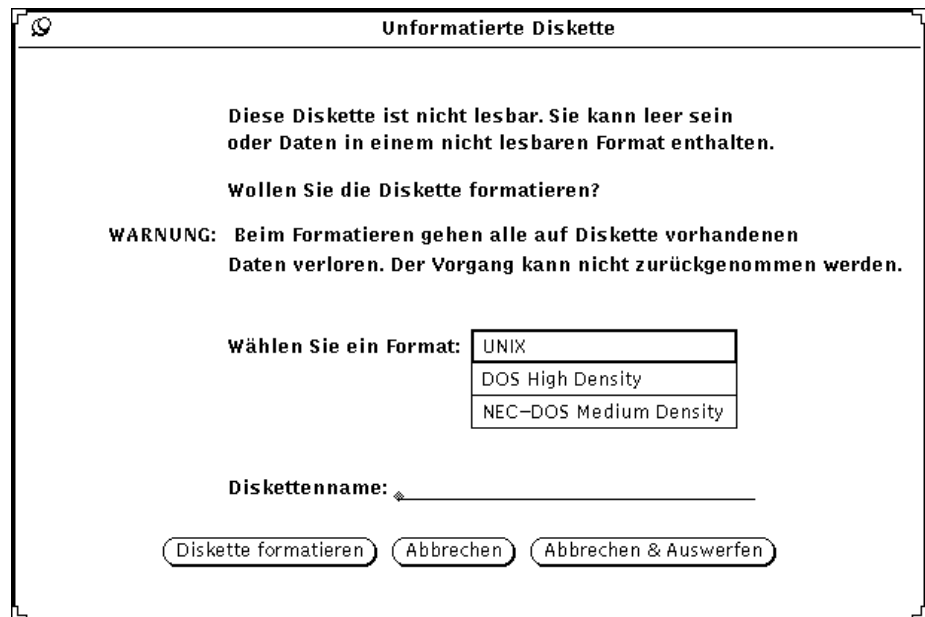 Unformatierte Diskette
Diese Diskette ist nicht lesbar. Sie kann leer sein
oder Daten in einem nicht lesbaren Format enthalten.
Wollen Sie die Diskette formatieren?
WARNUNG: Beim Formatieren gehen alle auf Diskette vorhandenen
Daten verloren. Der Vorgang kann nicht zurückgenommen werden.
Wählen Sie ein Format: UNIX
DOS High Density
NEC-DOS Medium Density
Diskettenname:
Diskette formatieren Abbrechen Abbrechen & Auswerfen